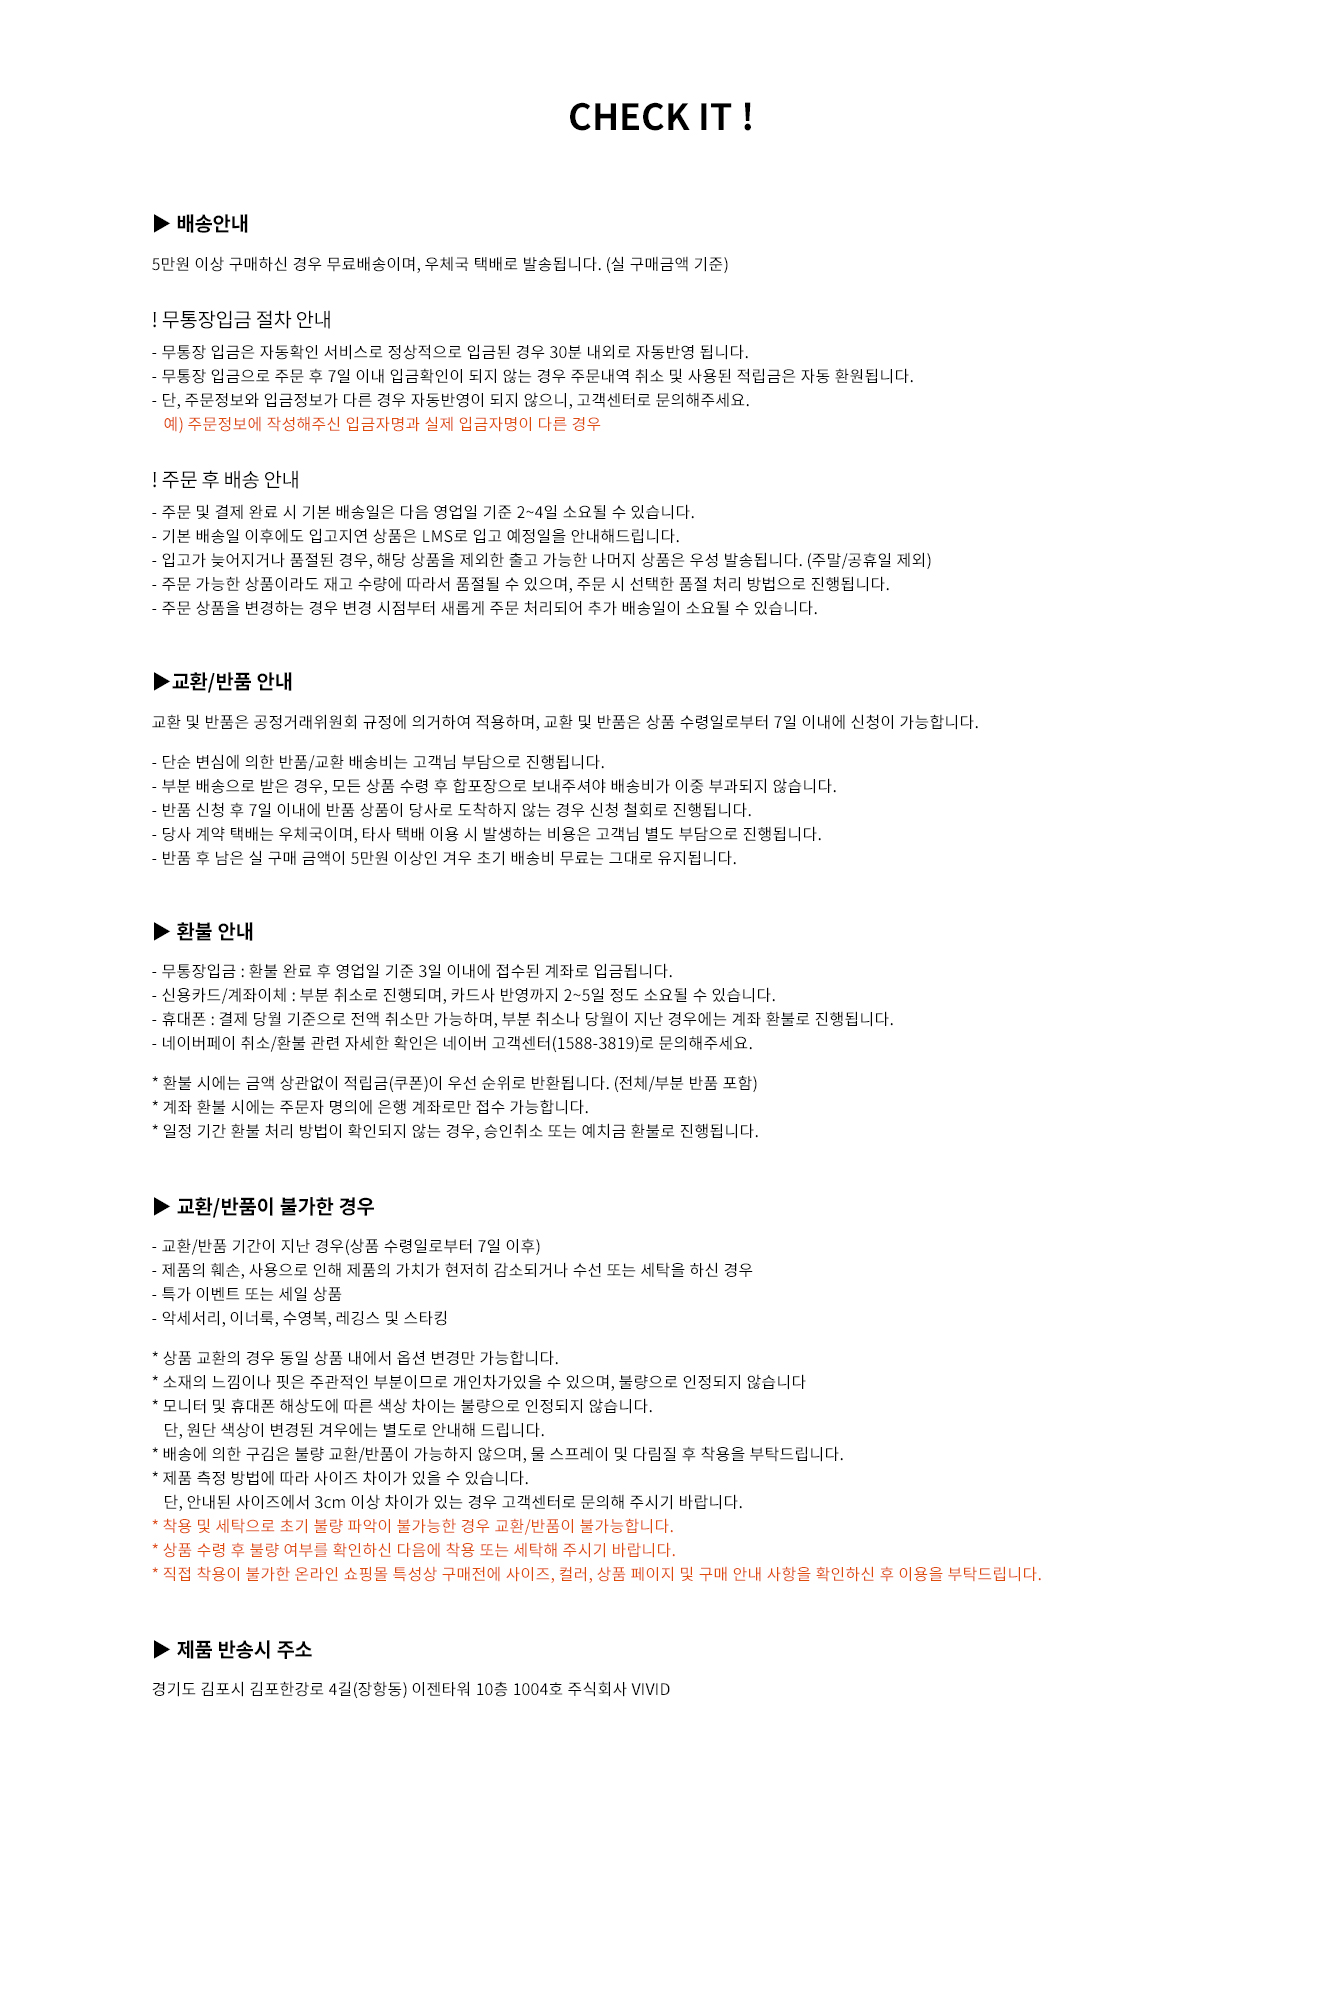 CHECK IT !
▶ 배송안내
5만원 이상 구매하신 경우 무료배송이며, 우체국 택배로 발송됩니다. (실 구매금액 기준)
! 무통장입금 절차 안내
- 무통장 입금은 자동확인 서비스로 정상적으로 입금된 경우 30분 내외로 자동반영 됩니다.
- 무통장 입금으로 주문 후 7일 이내 입금확인이 되지 않는 경우 주문내역 취소 및 사용된 적립금은 자동 환원됩니다.
- 단, 주문정보와 입금정보가 다른 경우 자동반영이 되지 않으니, 고객센터로 문의해주세요.
예) 주문정보에 작성해주신 입금자명과 실제 입금자명이 다른 경우
! 주문 후 배송 안내
- 주문 및 결제 완료 시 기본 배송일은 다음 영업일 기준 2~4일 소요될 수 있습니다.
- 기본 배송일 이후에도 입고지연 상품은 LMS로 입고 예정일을 안내해드립니다.
- 입고가 늦어지거나 품절된 경우, 해당 상품을 제외한 출고 가능한 나머지 상품은 우성 발송됩니다. (주말/공휴일 제외)
- 주문 가능한 상품이라도 재고 수량에 따라서 품절될 수 있으며, 주문 시 선택한 품절 처리 방법으로 진행됩니다.
- 주문 상품을 변경하는 경우 변경 시점부터 새롭게 주문 처리되어 추가 배송일이 소요될 수 있습니다.
▶교환/반품 안내
교환 및 반품은 공정거래위원회 규정에 의거하여 적용하며, 교환 및 반품은 상품 수령일로부터 7일 이내에 신청이 가능합니다.
- 단순 변심에 의한 반품/교환 배송비는 고객님 부담으로 진행됩니다.
- 부분 배송으로 받은 경우, 모든 상품 수령 후 합포장으로 보내주셔야 배송비가 이중 부과되지 않습니다.
- 반품 신청 후 7일 이내에 반품 상품이 당사로 도착하지 않는 경우 신청 철회로 진행됩니다.
- 당사 계약 택배는 우체국이며, 타사 택배 이용 시 발생하는 비용은 고객님 별도 부담으로 진행됩니다.
- 반품 후 남은 실 구매 금액이 5만원 이상인 겨우 초기 배송비 무료는 그대로 유지됩니다.
▶ 환불 안내
- 무통장입금 : 환불 완료 후 영업일 기준 3일 이내에 접수된 계좌로 입금됩니다.
- 신용카드/계좌이체 : 부분 취소로 진행되며, 카드사 반영까지 2~5일 정도 소요될 수 있습니다.
- 휴대폰 : 결제 당월 기준으로 전액 취소만 가능하며, 부분 취소나 당월이 지난 경우에는 계좌 환불로 진행됩니다.
- 네이버페이 취소/환불 관련 자세한 확인은 네이버 고객센터(1588-3819)로 문의해주세요.
* 환불 시에는 금액 상관없이 적립금(쿠폰)이 우선 순위로 반환됩니다. (전체/부분 반품 포함)
* 계좌 환불 시에는 주문자 명의에 은행 계좌로만 접수 가능합니다.
* 일정 기간 환불 처리 방법이 확인되지 않는 경우, 승인취소 또는 예치금 환불로 진행됩니다.
▶ 교환/반품이 불가한 경우
- 교환/반품 기간이 지난 경우(상품 수령일로부터 7일 이후)
- 제품의 훼손, 사용으로 인해 제품의 가치가 현저히 감소되거나 수선 또는 세탁을 하신 경우
- 특가 이벤트 또는 세일 상품
- 악세서리, 이너룩, 수영복, 레깅스 및 스타킹
* 상품 교환의 경우 동일 상품 내에서 옵션 변경만 가능합니다.
* 소재의 느낌이나 핏은 주관적인 부분이므로 개인차가있을 수 있으며, 불량으로 인정되지 않습니다
* 모니터 및 휴대폰 해상도에 따른 색상 차이는 불량으로 인정되지 않습니다.
단, 원단 색상이 변경된 겨우에는 별도로 안내해 드립니다.
* 배송에 의한 구김은 불량 교환/반품이 가능하지 않으며, 물 스프레이 및 다림질 후 착용을 부탁드립니다.
* 제품 측정 방법에 따라 사이즈 차이가 있을 수 있습니다.
단, 안내된 사이즈에서 3cm 이상 차이가 있는 경우 고객센터로 문의해 주시기 바랍니다.
* 착용 및 세탁으로 초기 불량 파악이 불가능한 경우 교환/반품이 불가능합니다.
* 상품 수령 후 불량 여부를 확인하신 다음에 착용 또는 세탁해 주시기 바랍니다.
* 직접 착용이 불가한 온라인 쇼핑몰 특성상 구매전에 사이즈, 컬러, 상품 페이지 및 구매 안내 사항을 확인하신 후 이용을 부탁드립니다.
▶ 제품 반송시 주소
경기도 김포시 김포한강로 4길(장항동) 이젠타워 10층 1004호 주식회사 VIVID